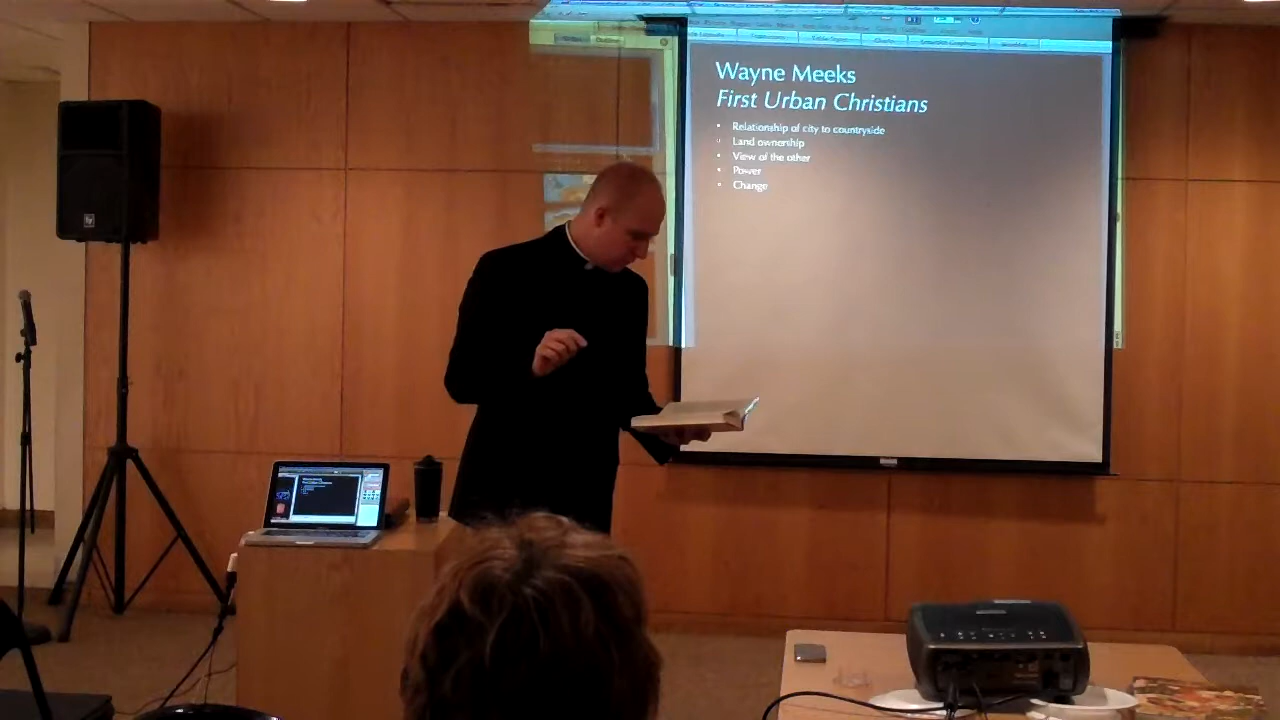 Wayne Meeks
First Urban Christians
• Relationship of city to countryside
• Land ownership
• View of the other
• Power
• Change